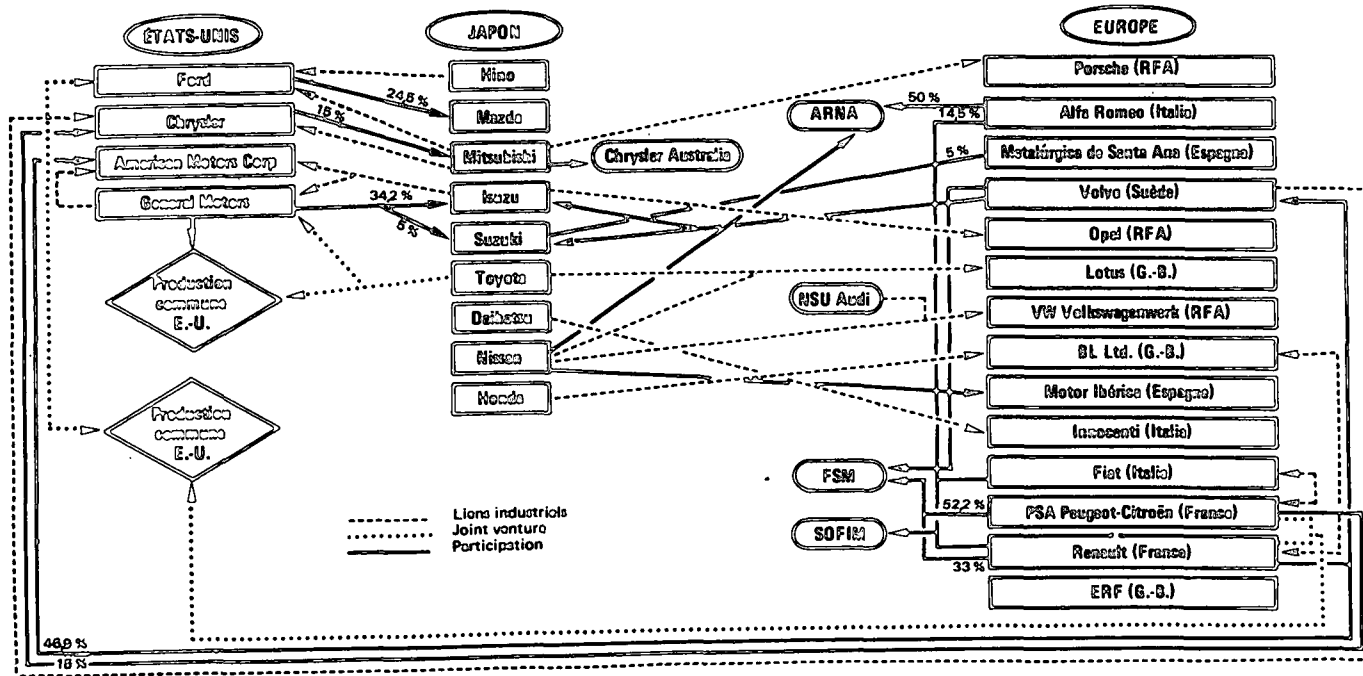 ÉTATS-UNIS
JAPON
EUROPE
Ford
Hino
Porsche (RFA)
24,5 %
50 %
Mazda
ARNA
14,5 %
Alfa Romeo (Italie)
Chrysler
15 %
Mitsubishi
Chrysler Australia
5 %
Metalúrgica de Santa Ana (Espagne)
American Motors Corp
General Motors
34,2 %
Isuzu
Volvo (Suède)
5 %
Suzuki
Opel (RFA)
Toyota
Lotus (G.-B.)
Production
commune
E.-U.
NSU Audi
Daihatsu
VW Volkswagenwerk (RFA)
Nissan
BL Ltd. (G.-B.)
Honda
Motor Ibérica (Espagne)
Production
commune
E.-U.
Innocenti (Italie)
FSM
Fiat (Italie)
52,2 %
PSA Peugeot-Citroën (France)
SOFIM
Renault (France)
33 %
ERF (G.-B.)
Liens industriels
Joint venture
Participation
46,9 %
15 %